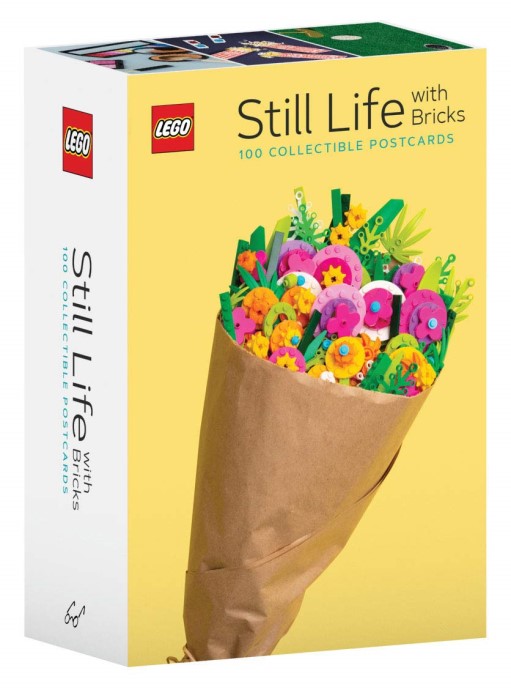 LEGO
Still Life with
Bricks
100 COLLECTIBLE POSTCARDS
LEGO
Still Life with
Bricks
100 COLLECTIBLE POSTCARDS